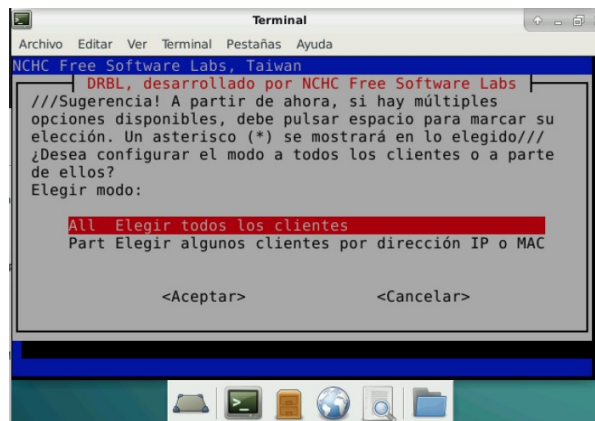 Terminal
Archivo Editar Ver Terminal Pestañas Ayuda
NCHC Free Software Labs, Taiwan
DRBL, desarrollado por NCHC Free Software Labs
///Sugerencia! A partir de ahora, si hay múltiples
opciones disponibles, debe pulsar espacio para marcar su
elección. Un asterisco (*) se mostrará en lo elegido///
¿Desea configurar el modo a todos los clientes o a parte
de ellos?
Elegir modo:
All Elegir todos los clientes
Part Elegir algunos clientes por dirección IP o MAC
<Aceptar> <Cancelar>